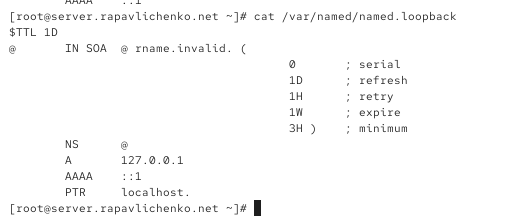 AAAA    ::1
[root@server.rapavlichenko.net ~]# cat /var/named/named.loopback
$TTL 1D
@       IN SOA  @ rname.invalid. (
                                        0       ; serial
                                        1D      ; refresh
                                        1H      ; retry
                                        1W      ; expire
                                        3H )    ; minimum
        NS      @
        A       127.0.0.1
        AAAA    ::1
        PTR     localhost.
[root@server.rapavlichenko.net ~]#